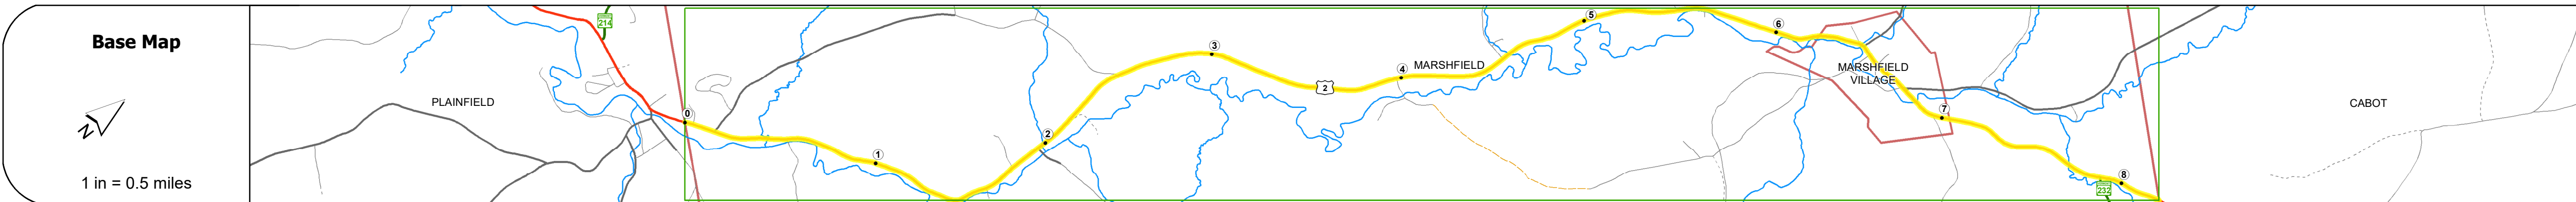 Base Map
N
1 in = 0.5 miles
PLAINFIELD
214
0
1
2
3
2
4
MARSHFIELD
5
6
MARSHFIELD
VILLAGE
7
8
232
CABOT